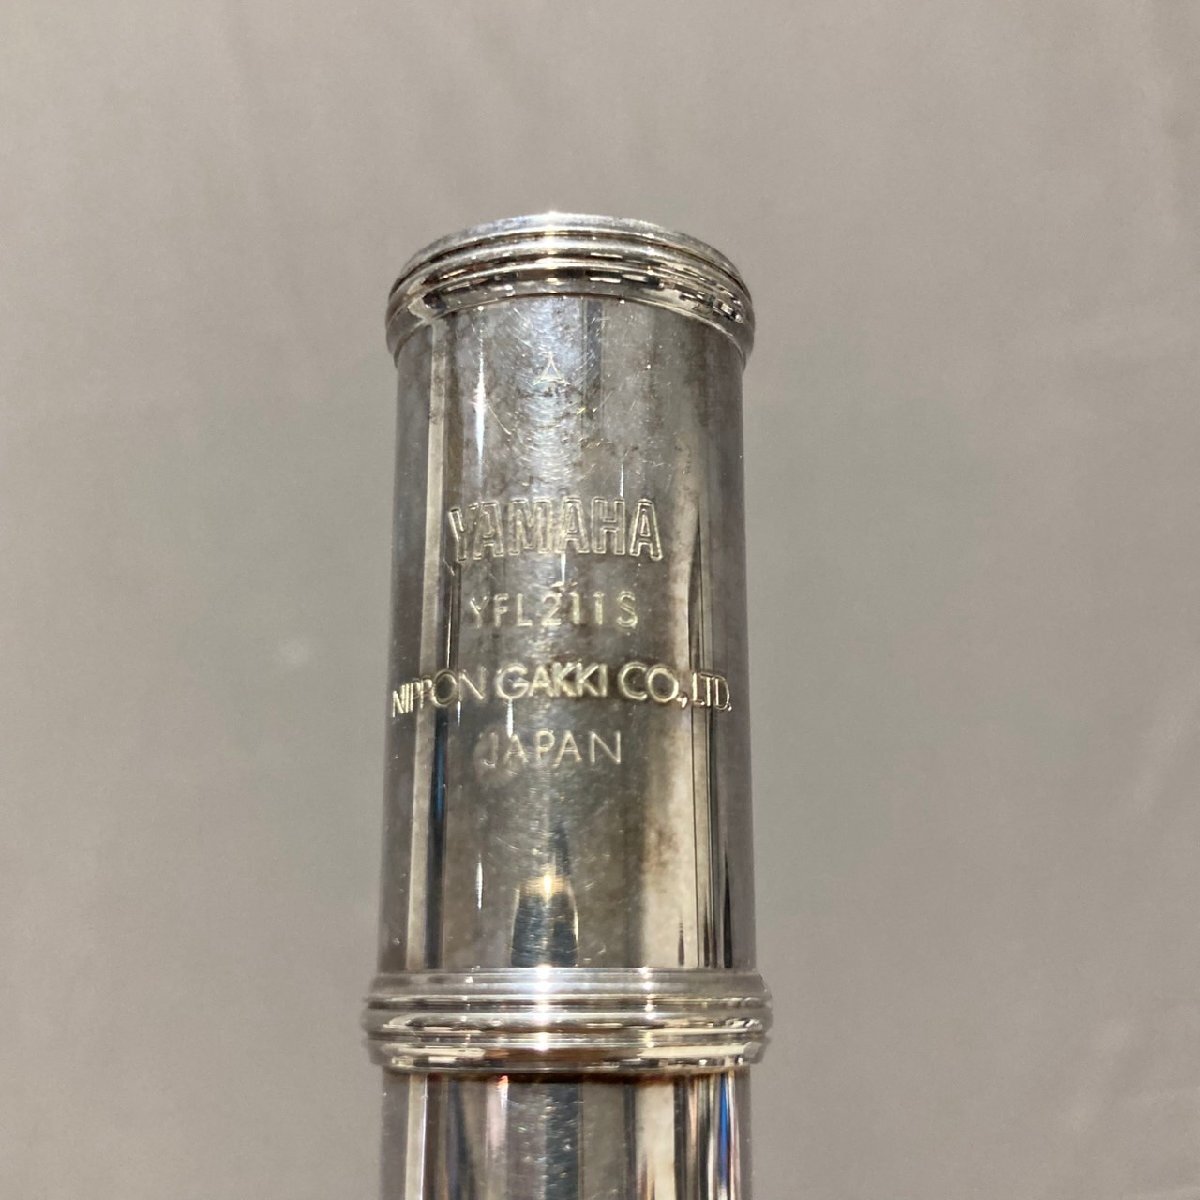 YAMAHA
YFL211S
NIPPON GAKKI CO., LTD.
JAPAN